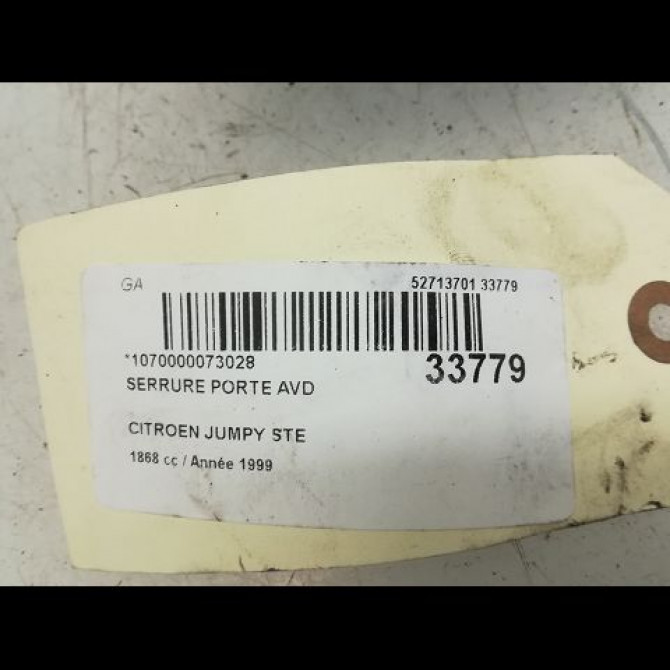 GA 52713701 33779
*1070000073028 33779
SERRURE PORTE AVD
CITROEN JUMPY STE
1868 cc / Année 1999